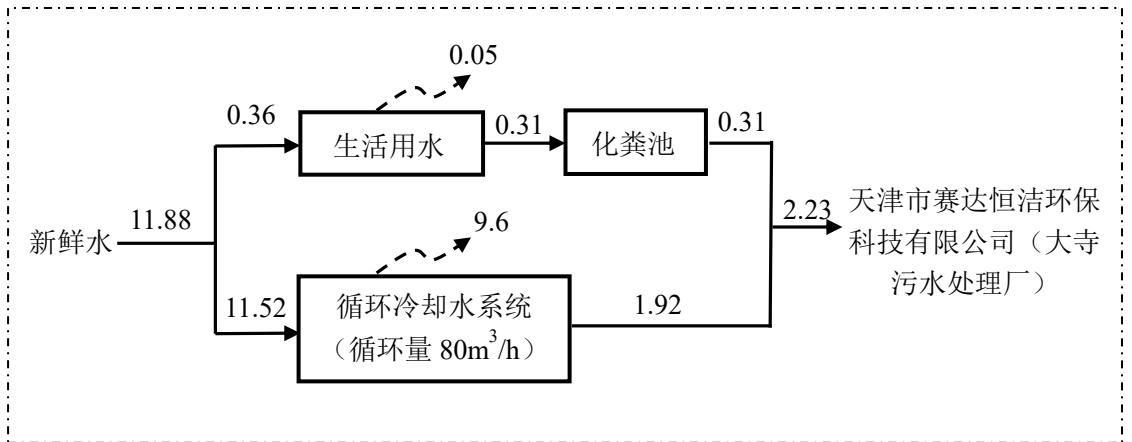 0.05
0.36
生活用水
0.31
化粪池
0.31
新鲜水
11.88
2.23
天津市赛达恒洁环保
科技有限公司（大寺
污水处理厂）
9.6
11.52
循环冷却水系统
（循环量 80m³/h）
1.92